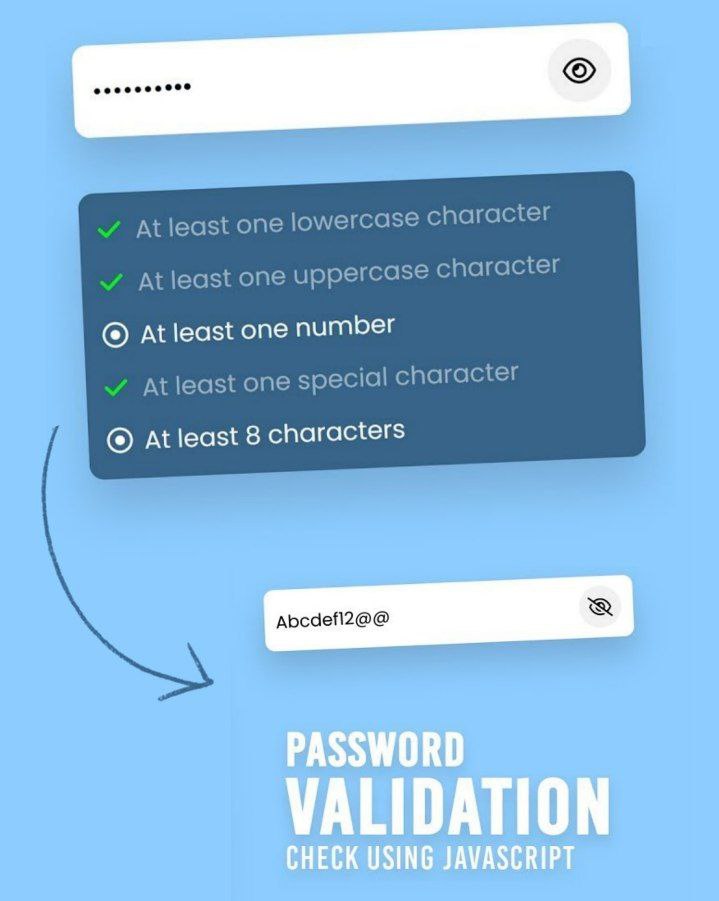 ••••••••••
At least one lowercase character
At least one uppercase character
At least one number
At least one special character
At least 8 characters
Abcdef12@@
PASSWORD
VALIDATION
CHECK USING JAVASCRIPT